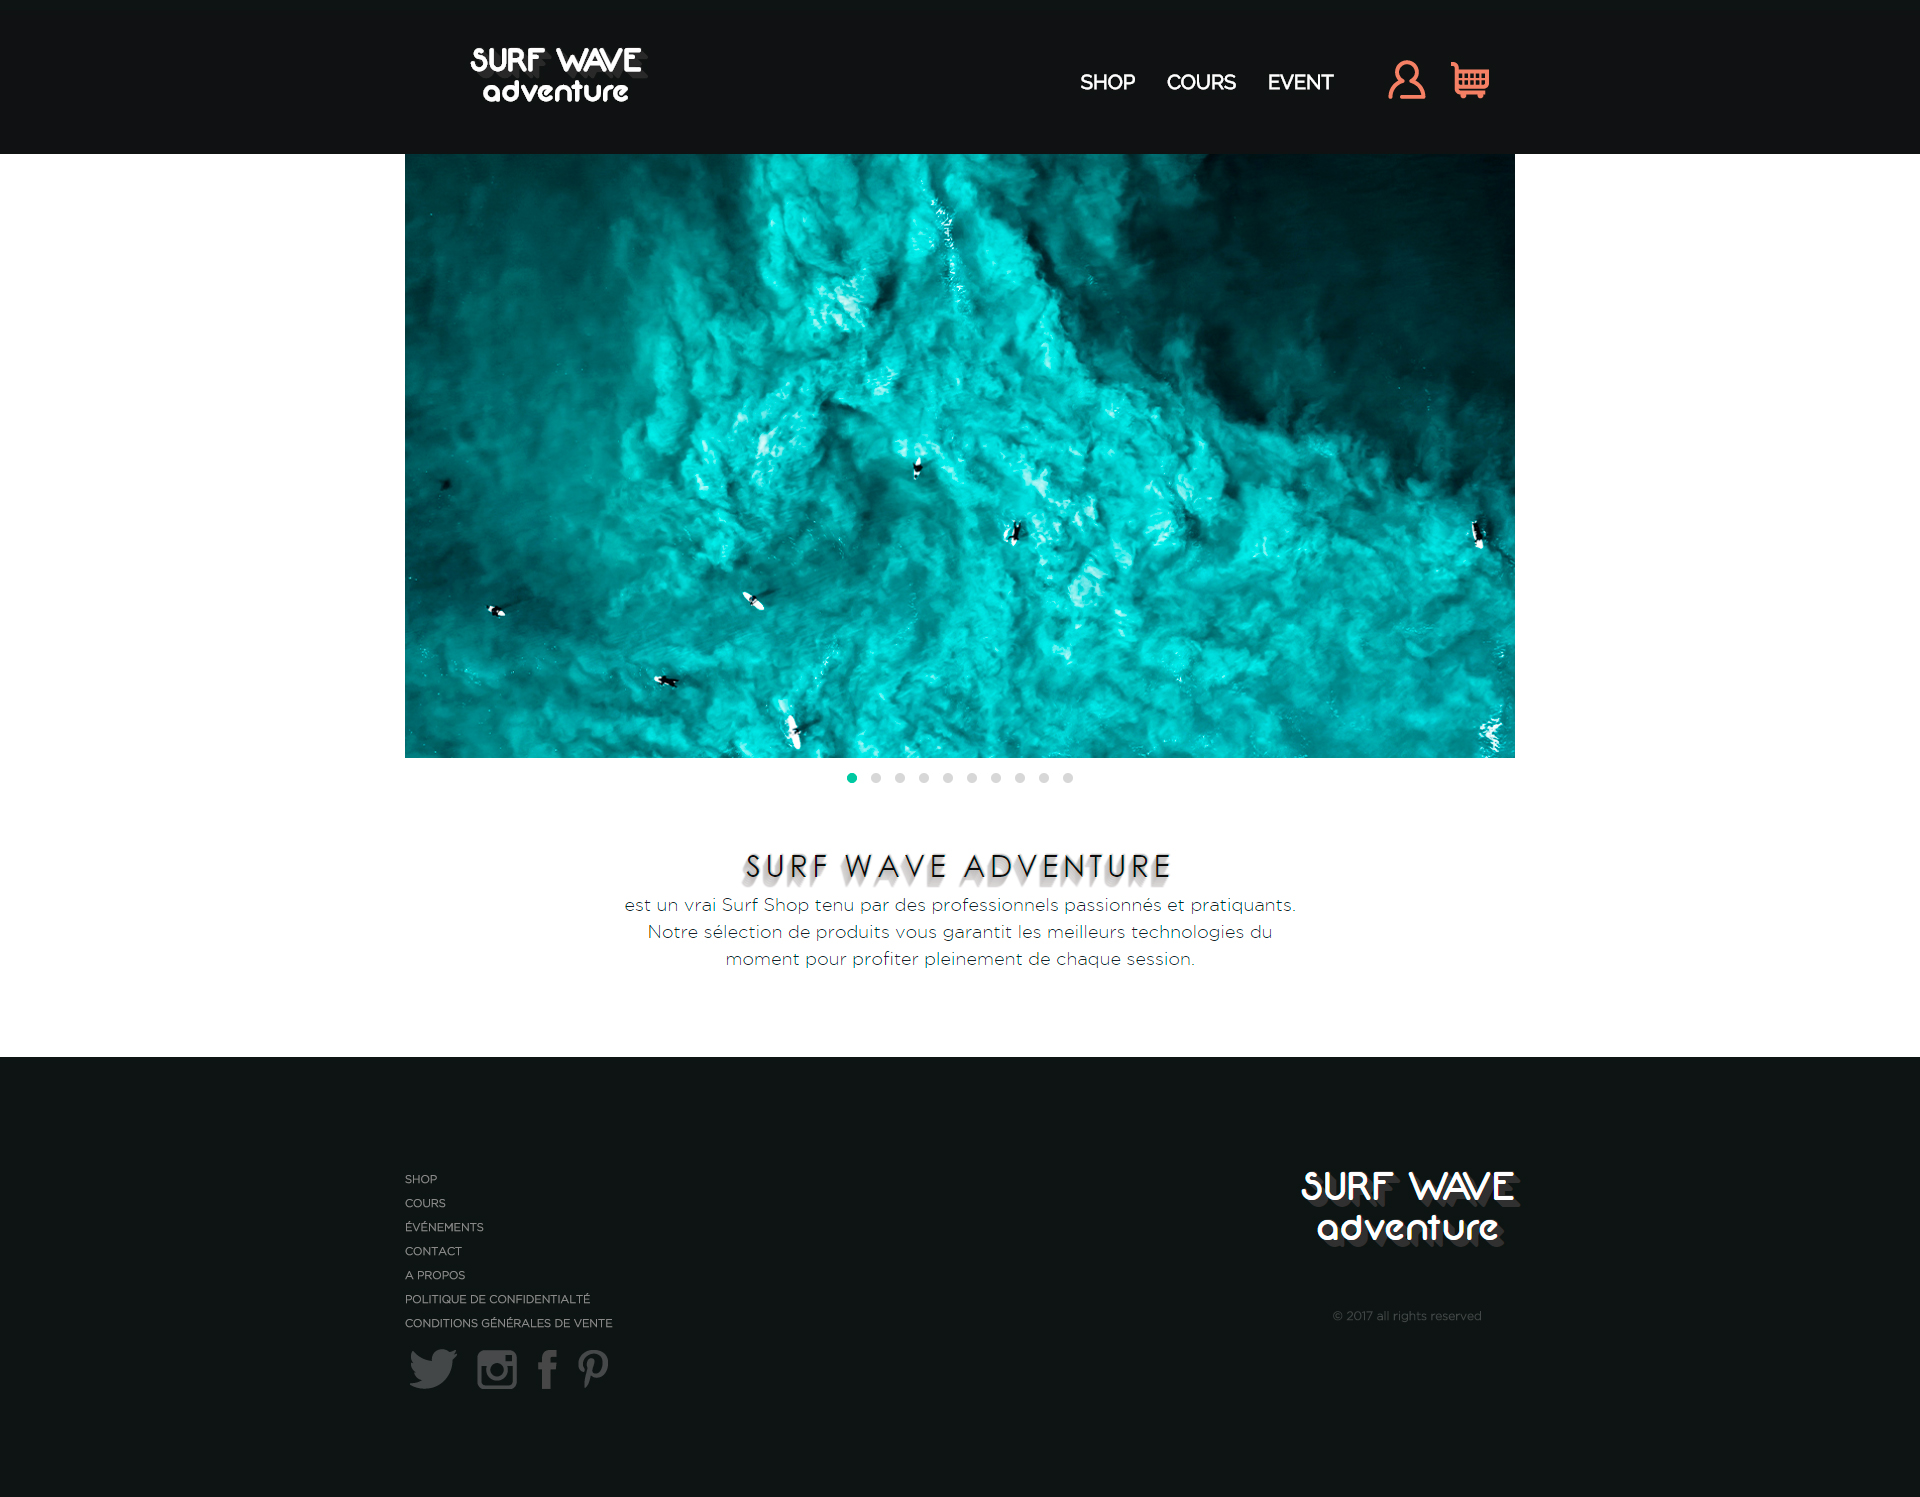 SURF WAVE
adventure
SHOP COURS EVENT
SURF WAVE ADVENTURE
est un vrai Surf Shop tenu par des professionnels passionnés et pratiquants.
Notre sélection de produits vous garantit les meilleurs technologies du
moment pour profiter pleinement de chaque session.
SHOP
COURS
ÉVÉNEMENTS
CONTACT
A PROPOS
POLITIQUE DE CONFIDENTIALTÉ
CONDITIONS GÉNÉRALES DE VENTE
SURF WAVE
adventure
© 2017 all rights reserved